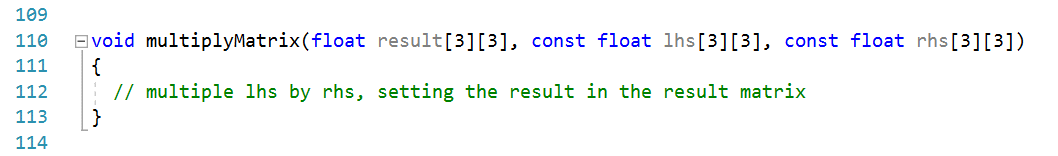 109
110 void multiplyMatrix(float result[3][3], const float lhs[3][3], const float rhs[3][3])
111 {
112 // multiple lhs by rhs, setting the result in the result matrix
113 }
114